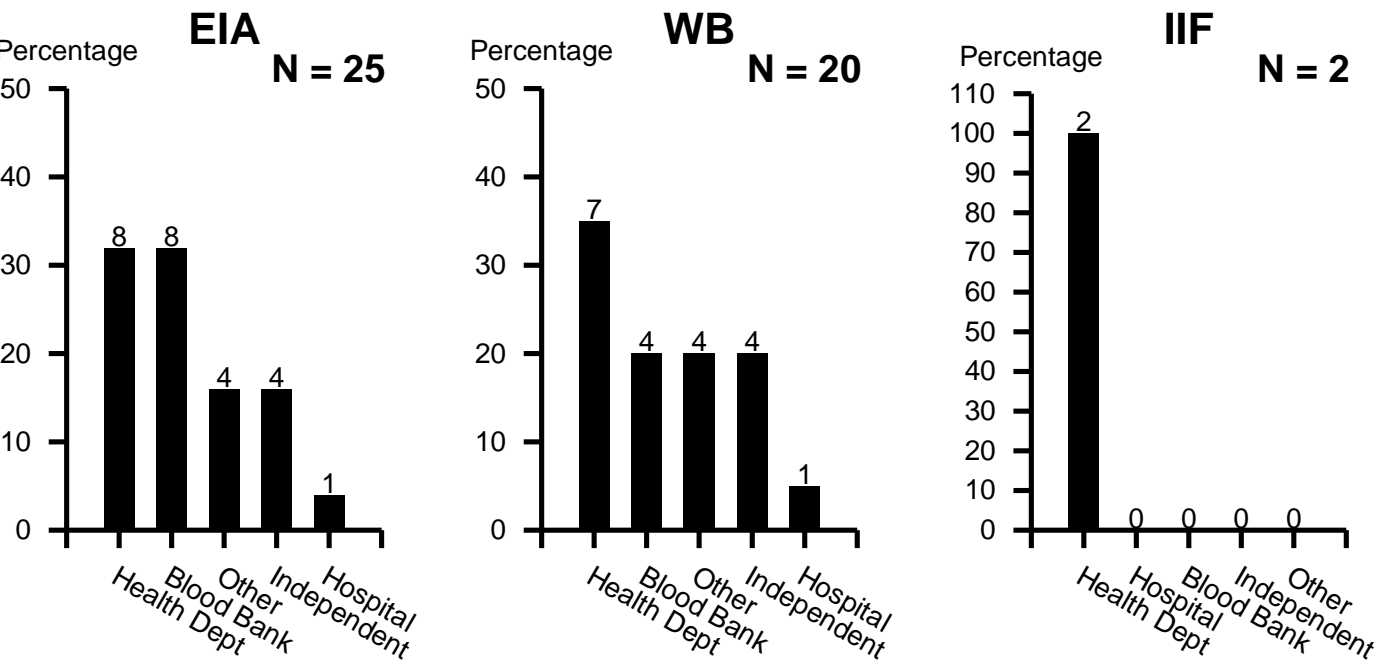 EIA
Percentage
N = 25
50
40
30
20
10
0
8
8
4
4
1
Health Dept
Blood Bank
Other
Independent
Hospital
WB
Percentage
N = 20
50
40
30
20
10
0
7
4
4
4
1
Health Dept
Blood Bank
Other
Independent
Hospital
IIF
Percentage
N = 2
110
100
90
80
70
60
50
40
30
20
10
0
2
0
0
0
0
Health Dept
Hospital
Blood Bank
Independent
Other